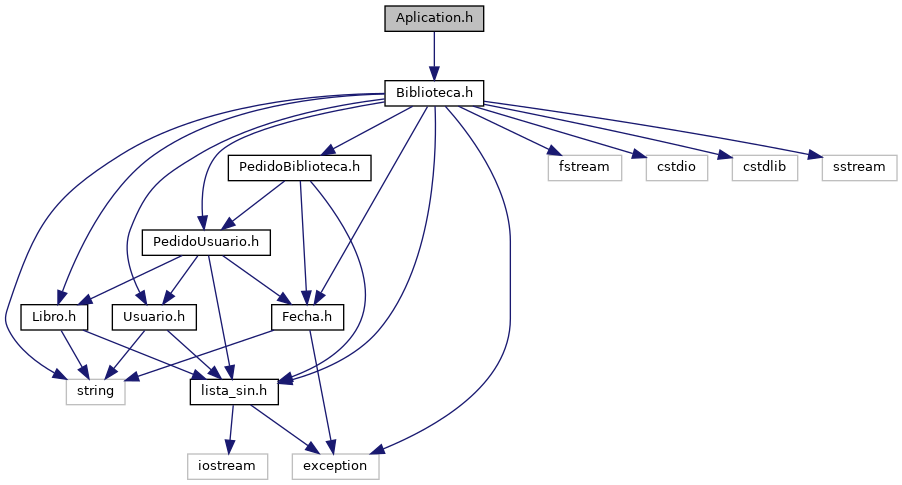 Aplication.h
Biblioteca.h
PedidoBiblioteca.h
fstream
cstdio
cstdlib
sstream
PedidoUsuario.h
Libro.h
Usuario.h
Fecha.h
string
lista_sin.h
iostream
exception